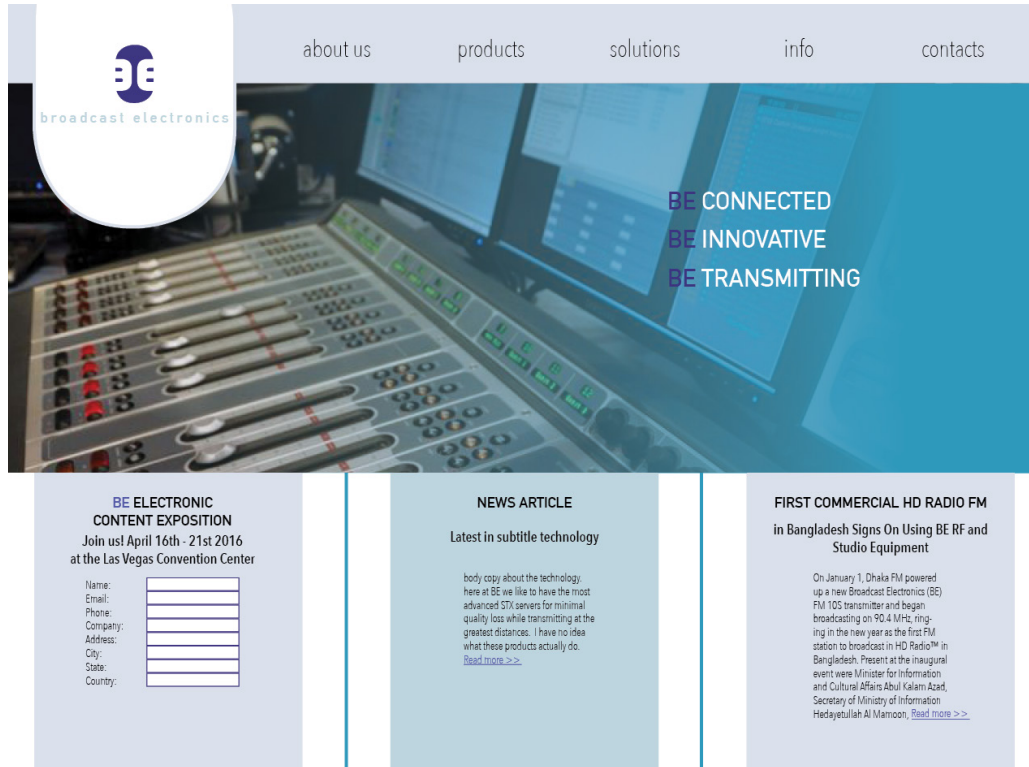 about us
products
solutions
info
contacts
broadcast electronics
BE CONNECTED
BE INNOVATIVE
BE TRANSMITTING
BE ELECTRONIC
CONTENT EXPOSITION
Join us! April 16th - 21st 2016
at the Las Vegas Convention Center
Name:
Email:
Phone:
Company:
Address:
City:
State:
Country:
NEWS ARTICLE
Latest in subtitle technology
body copy about the technology.
here at BE we like to have the most
advanced STX servers for minimal
quality loss while transmitting at the
greatest distances.  I have no idea
what these products actually do.
Read more >>
FIRST COMMERCIAL HD RADIO FM
in Bangladesh Signs On Using BE RF and
Studio Equipment
On January 1, Dhaka FM powered
up a new Broadcast Electronics (BE)
FM 10S transmitter and began
broadcasting on 90.4 MHz, ring-
ing in the new year as the first FM
station to broadcast in HD Radio™ in
Bangladesh. Present at the inaugural
event were Minister for Information
and Cultural Affairs Abul Kalam Azad,
Secretary of Ministry of Information
Hedayetullah Al Mamoon, Read more >>